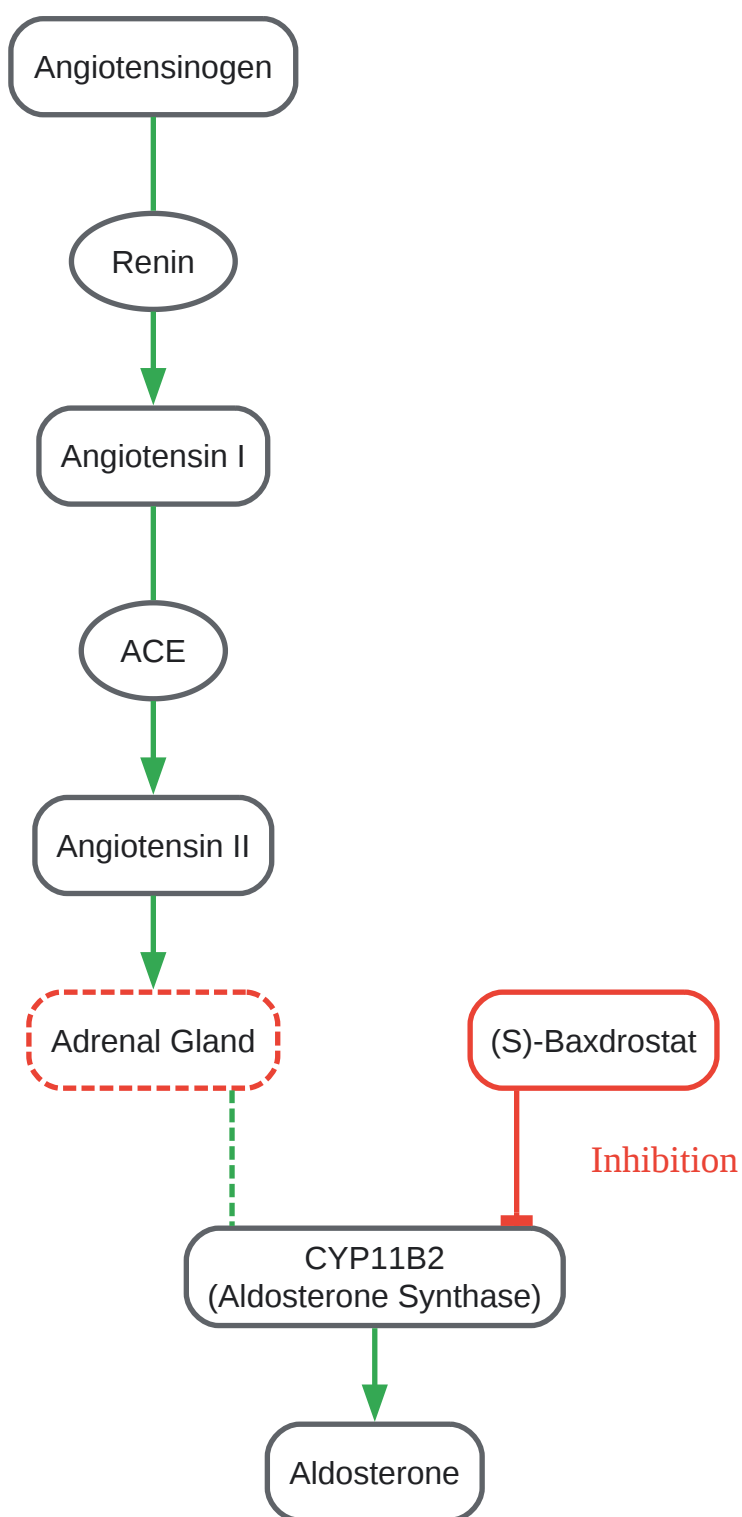 Angiotensinogen
Renin
Angiotensin I
ACE
Angiotensin II
Adrenal Gland
(S)-Baxdrostat
Inhibition
CYP11B2
(Aldosterone Synthase)
Aldosterone